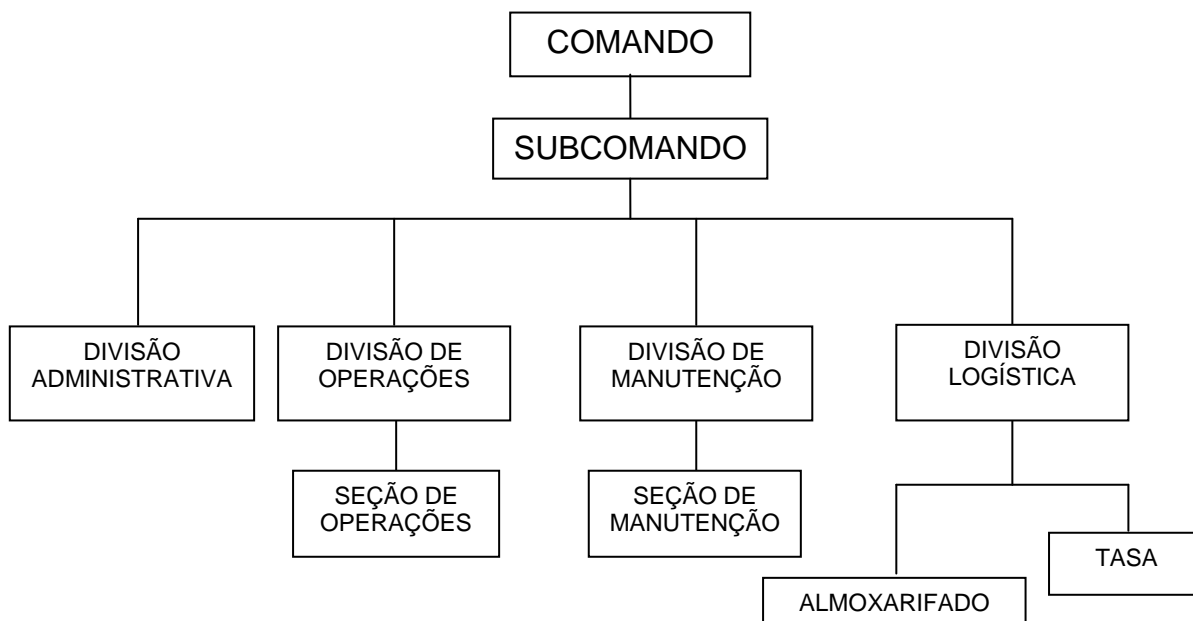 COMANDO
SUBCOMANDO
DIVISÃO
ADMINISTRATIVA
DIVISÃO DE
OPERAÇÕES
DIVISÃO DE
MANUTENÇÃO
DIVISÃO
LOGÍSTICA
SEÇÃO DE
OPERAÇÕES
SEÇÃO DE
MANUTENÇÃO
TASA
ALMOXARIFADO